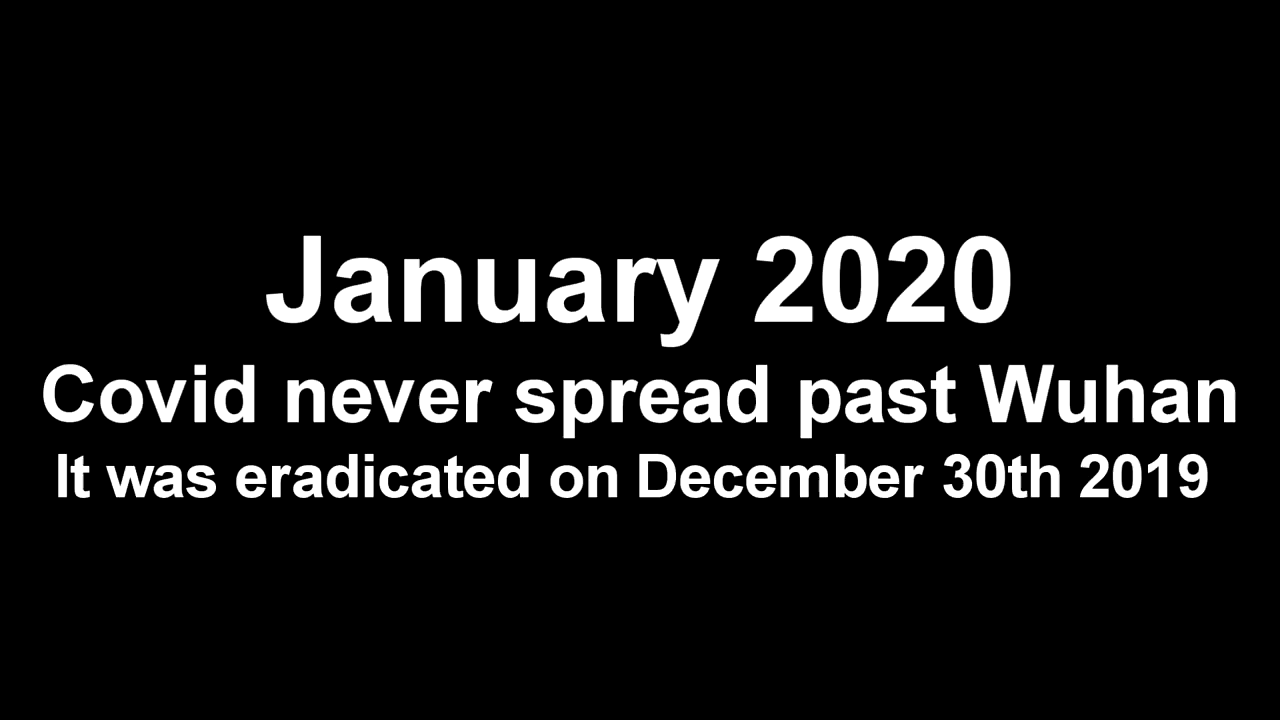 January 2020
Covid never spread past Wuhan
It was eradicated on December 30th 2019